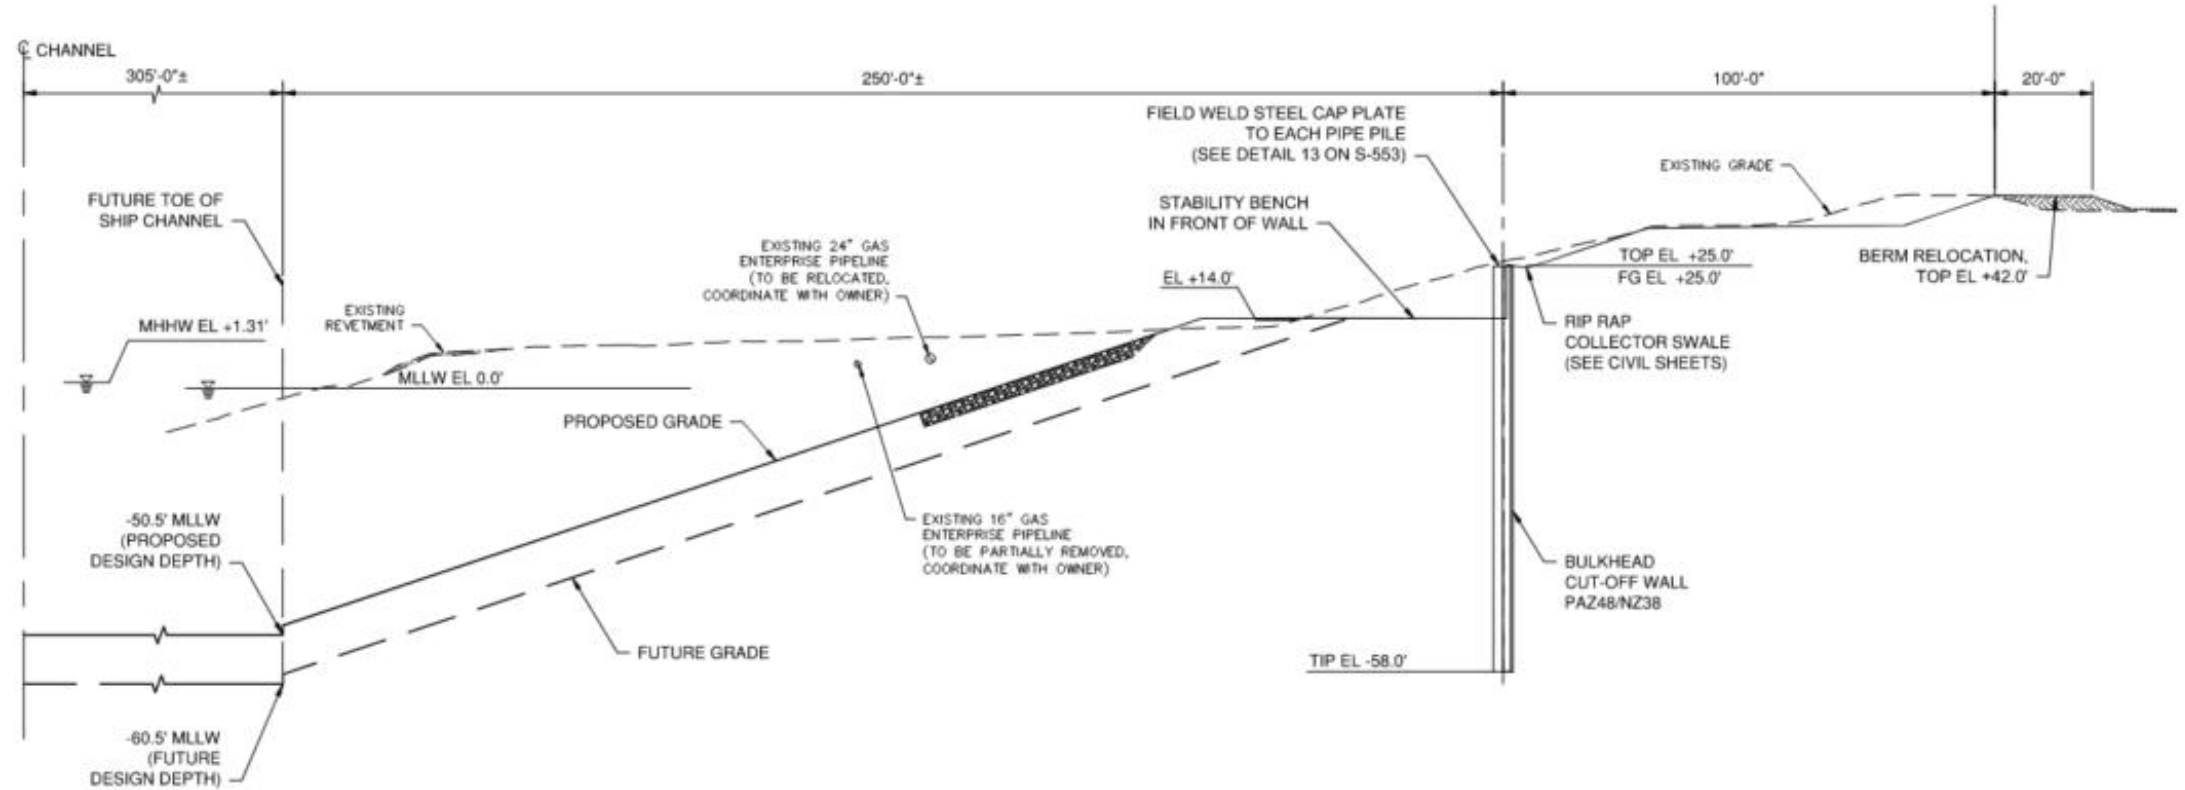 ℄ CHANNEL
305'-0"±
250'-0"±
100'-0"
20'-0"
FIELD WELD STEEL CAP PLATE
TO EACH PIPE PILE
(SEE DETAIL 13 ON S-553)
EXISTING GRADE
FUTURE TOE OF
SHIP CHANNEL
STABILITY BENCH
IN FRONT OF WALL
EXISTING 24" GAS
ENTERPRISE PIPELINE
(TO BE RELOCATED,
COORDINATE WITH OWNER)
EL +14.0'
TOP EL +25.0'
FG EL +25.0'
BERM RELOCATION,
TOP EL +42.0'
EXISTING
REVETMENT
MHHW EL +1.31'
RIP RAP
COLLECTOR SWALE
(SEE CIVIL SHEETS)
MLLW EL 0.0'
PROPOSED GRADE
-50.5' MLLW
(PROPOSED
DESIGN DEPTH)
EXISTING 16" GAS
ENTERPRISE PIPELINE
(TO BE PARTIALLY REMOVED,
COORDINATE WITH OWNER)
BULKHEAD
CUT-OFF WALL
PAZ48/NZ38
FUTURE GRADE
TIP EL -58.0'
-60.5' MLLW
(FUTURE
DESIGN DEPTH)